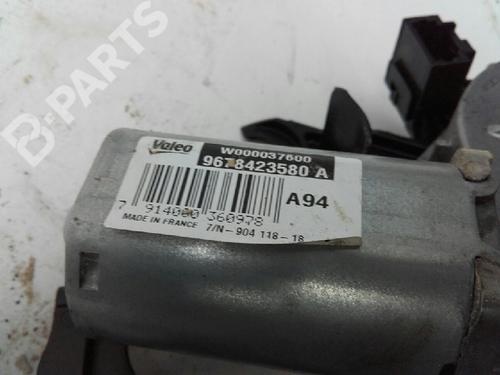 B-PARTS
Valeo
W000037600
9678423580 A
A94
7 914000 360978
MADE IN FRANCE 7/N-904 118-18